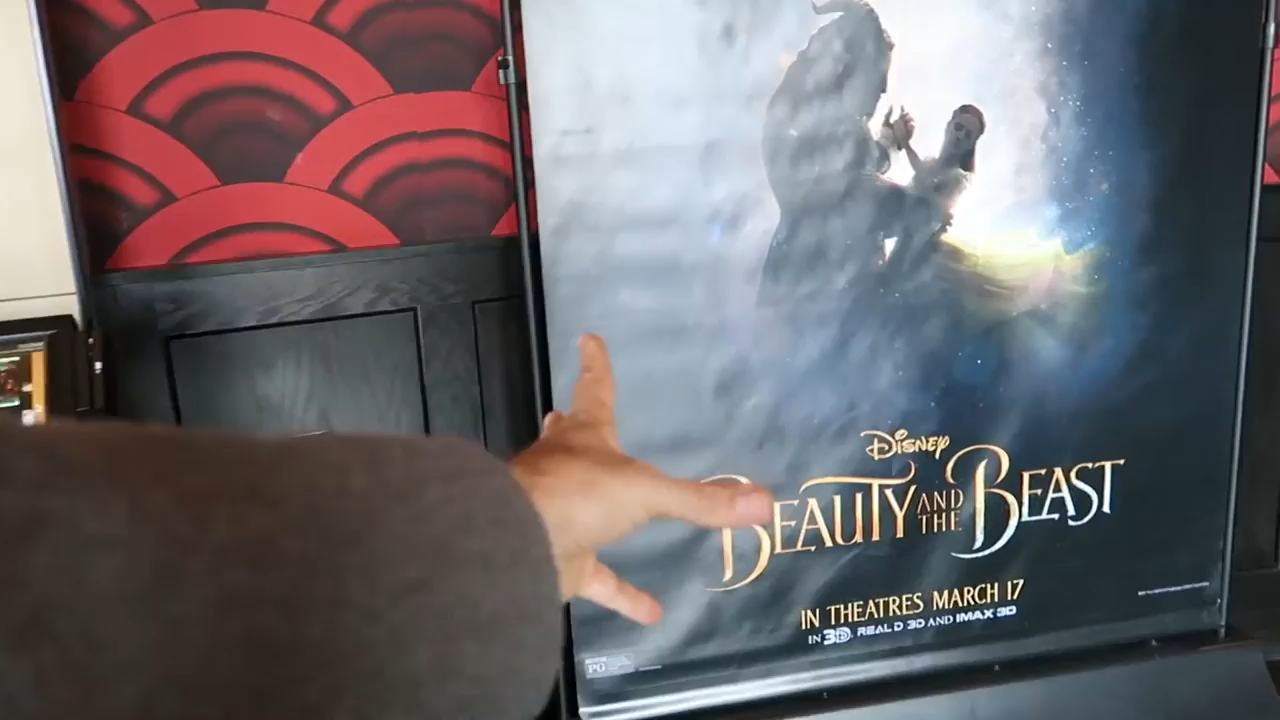 Disney
BEAUTY AND THE BEAST
IN THEATRES MARCH 17
IN 3D, REAL D 3D AND IMAX 3D
PG